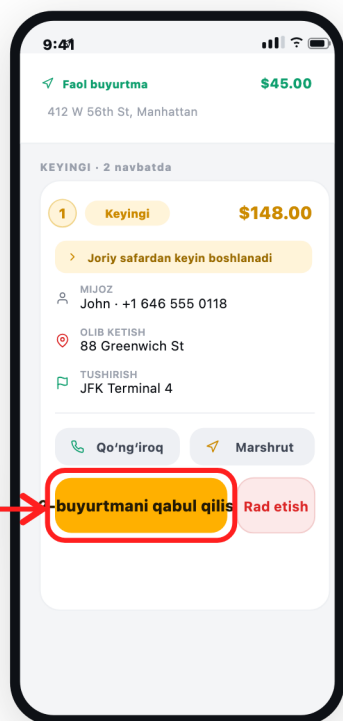 9:41
Faol buyurtma $45.00
412 W 56th St, Manhattan
KEYINGI · 2 navbatda
1 Keyingi $148.00
Joriy safardan keyin boshlanadi
MIJOZ
John · +1 646 555 0118
OLIB KETISH
88 Greenwich St
TUSHIRISH
JFK Terminal 4
Qo‘ng‘iroq Marshrut
-buyurtmani qabul qilis Rad etish